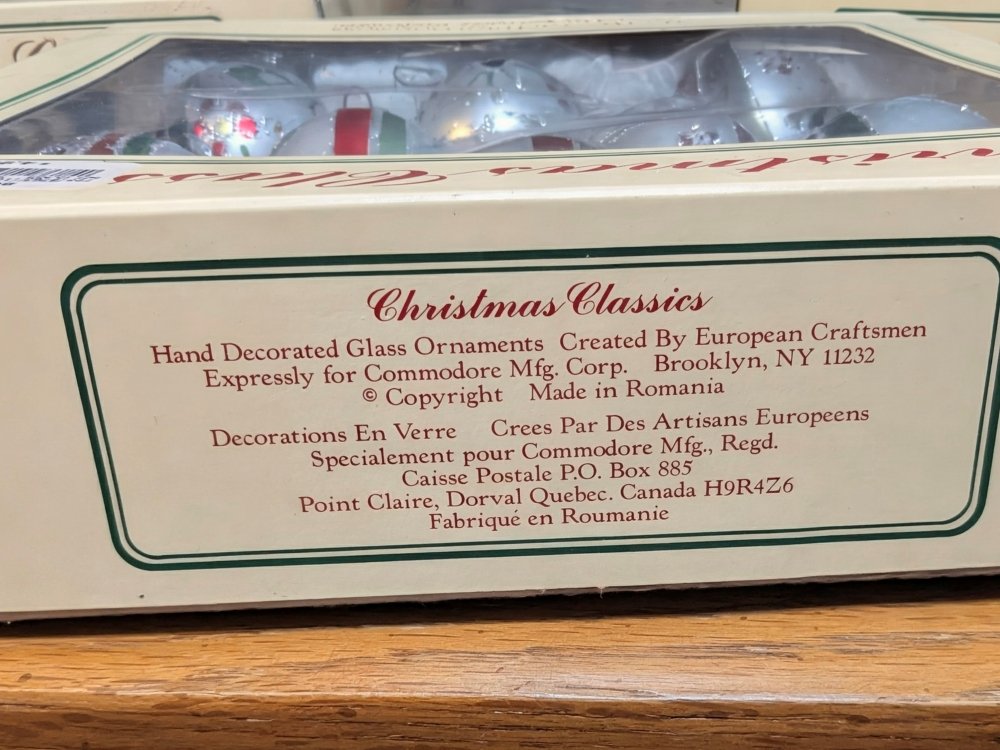 Christmas Classics
Hand Decorated Glass Ornaments Created By European Craftsmen
Expressly for Commodore Mfg. Corp. Brooklyn, NY 11232
© Copyright Made in Romania
Decorations En Verre Crees Par Des Artisans Europeens
Specialement pour Commodore Mfg., Regd.
Caisse Postale P.O. Box 885
Point Claire, Dorval Quebec. Canada H9R4Z6
Fabriqué en Roumanie